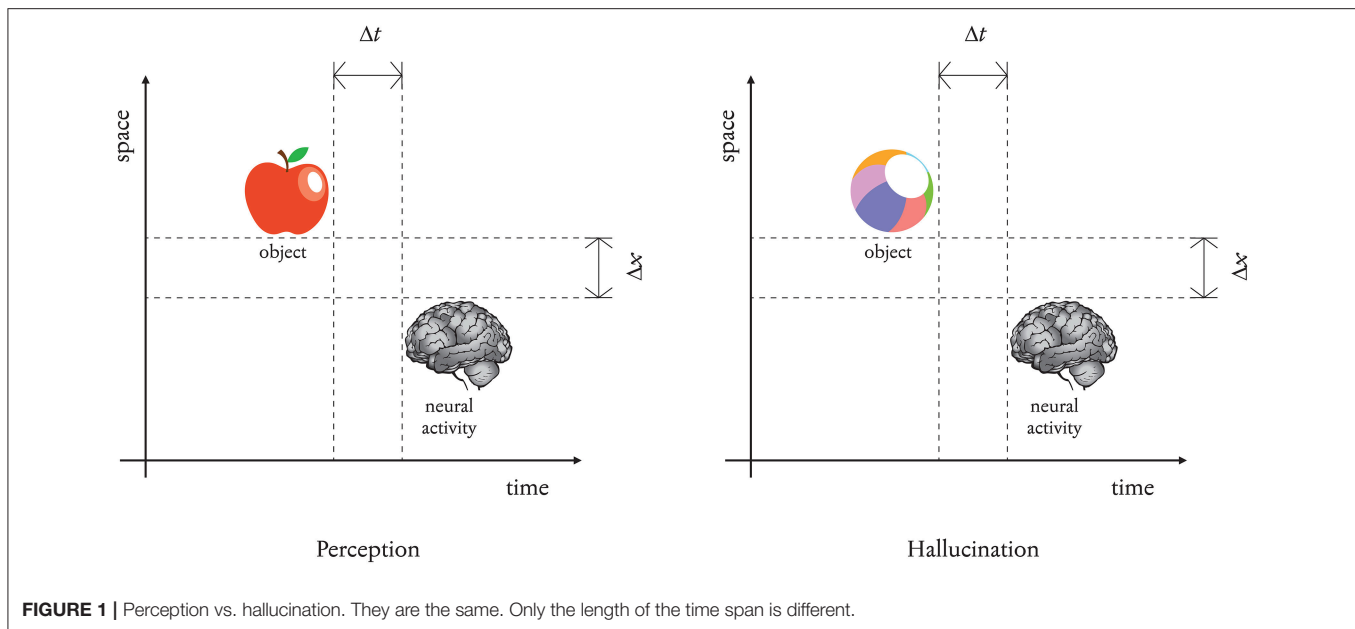 Δt
space
object
Δx
neural
activity
time
Perception
Δt
space
object
Δx
neural
activity
time
Hallucination
FIGURE 1 | Perception vs. hallucination. They are the same. Only the length of the time span is different.